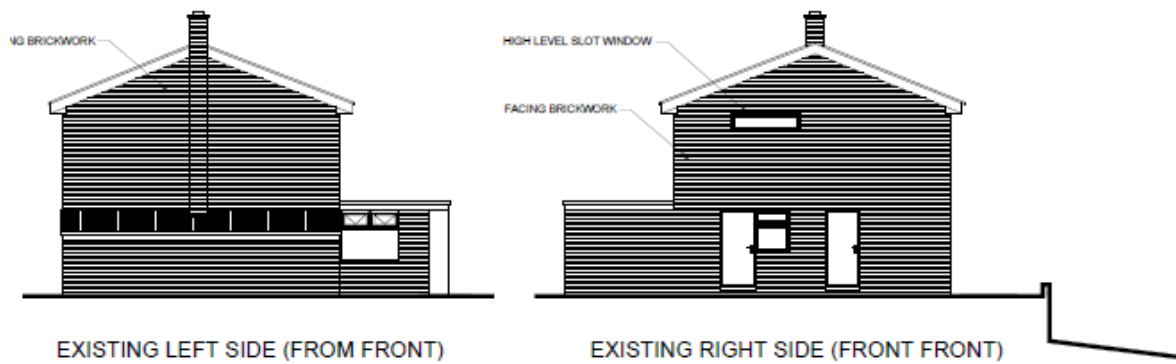 NG BRICKWORK
HIGH LEVEL SLOT WINDOW
FACING BRICKWORK
EXISTING LEFT SIDE (FROM FRONT)
EXISTING RIGHT SIDE (FRONT FRONT)